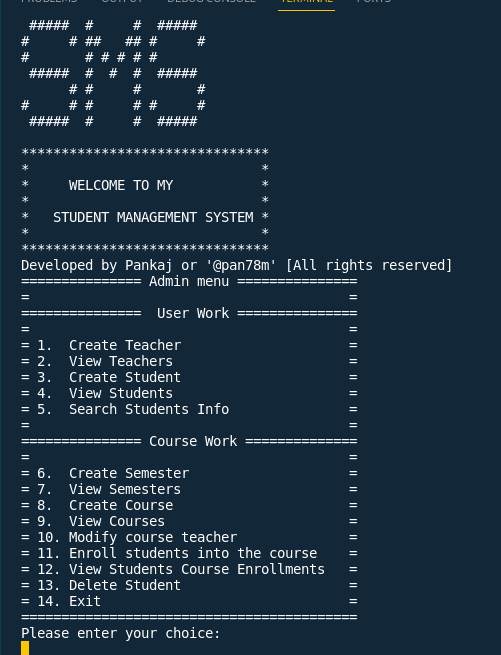 PROBLEMS OUTPUT DEBUG CONSOLE TERMINAL PORTS
 #####  #     #  #####
#     # ##   ## #     #
#       # # # # #
 #####  #  #  #  #####
      # #     #       #
#     # #     # #     #
 #####  #     #  #####
*******************************
*                             *
*     WELCOME TO MY           *
*                             *
*   STUDENT MANAGEMENT SYSTEM *
*                             *
*******************************
Developed by Pankaj or '@pan78m' [All rights reserved]
=============== Admin menu ===============
=                                        =
===============  User Work ===============
=                                        =
= 1.  Create Teacher                     =
= 2.  View Teachers                      =
= 3.  Create Student                     =
= 4.  View Students                      =
= 5.  Search Students Info               =
=                                        =
=============== Course Work ==============
=                                        =
= 6.  Create Semester                    =
= 7.  View Semesters                     =
= 8.  Create Course                      =
= 9.  View Courses                       =
= 10. Modify course teacher              =
= 11. Enroll students into the course    =
= 12. View Students Course Enrollments   =
= 13. Delete Student                     =
= 14. Exit                               =
==========================================
Please enter your choice: